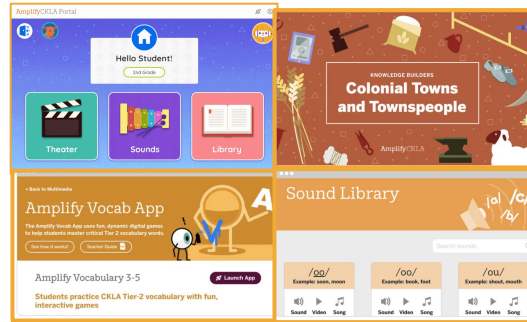 AmplifyCKLA Portal
Hello Student!
2nd Grade
Theater
Sounds
Library
KNOWLEDGE BUILDERS
Colonial Towns
and Townspeople
AmplifyCKLA
< Back to Multimedia
Amplify Vocab App
The Amplify Vocab App uses fun, dynamic digital games
to help students master critical Tier 2 vocabulary words.
See how it works!
Teacher Guide
A
Amplify Vocabulary 3-5
Launch App
Students practice CKLA Tier-2 vocabulary with fun,
interactive games
Sound Library
/a/ /c/
Search sounds
/oo/
Example: soon, moon
Sound Video Song
/oo/
Example: book, foot
Sound Video Song
/ou/
Example: shout, mouth
Sound Video Song